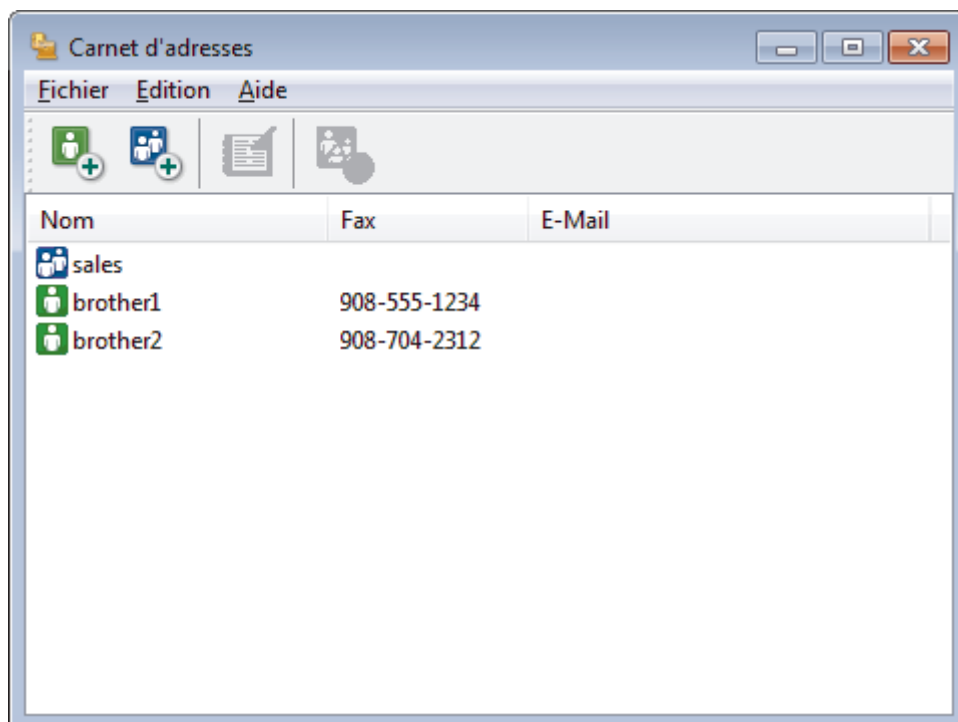 Carnet d'adresses
Fichier Edition Aide
Nom Fax E-Mail
sales
brother1 908-555-1234
brother2 908-704-2312